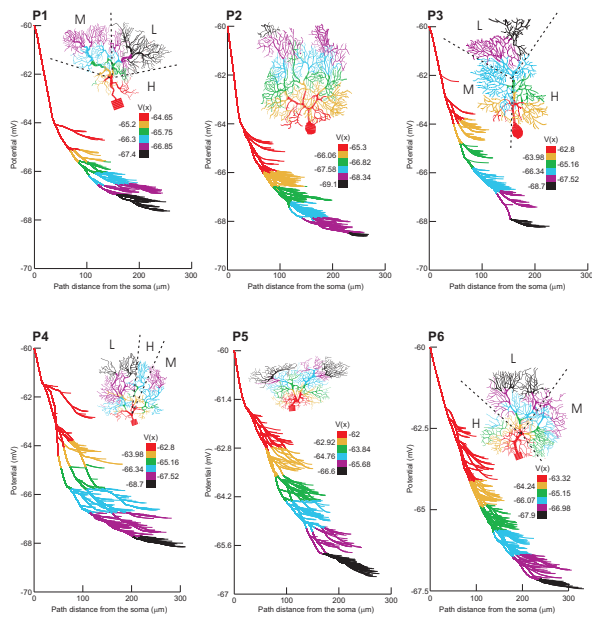 P1
M
L
H
V(x)
-64.65
-65.2
-65.75
-66.3
-66.85
-67.4
Potential (mV)
-60
-62
-64
-66
-68
-70
0
100
200
300
Path distance from the soma (µm)
P2
V(x)
-65.3
-66.06
-66.82
-67.58
-68.34
-69.1
Potential (mV)
-60
-62
-64
-66
-68
-70
0
100
200
300
Path distance from the soma (µm)
P3
L
M
H
V(x)
-62.8
-63.98
-65.16
-66.34
-67.52
-68.7
Potential (mV)
-60
-62
-64
-66
-68
-70
0
100
200
300
Path distance from the soma (µm)
P4
L
H
M
V(x)
-62.8
-63.98
-65.16
-66.34
-67.52
-68.7
Potential (mV)
-60
-62
-64
-66
-68
-70
0
100
200
300
Path distance from the soma (µm)
P5
V(x)
-62
-62.92
-63.84
-64.76
-65.68
-66.6
Potential (mV)
-60
-61.4
-62.8
-64.2
-65.6
-67
0
100
200
300
Path distance from the soma (µm)
P6
L
M
H
V(x)
-63.32
-64.24
-65.15
-66.07
-66.98
-67.9
Potential (mV)
-60
-62.5
-65
-67.5
0
100
200
300
Path distance from the soma (µm)